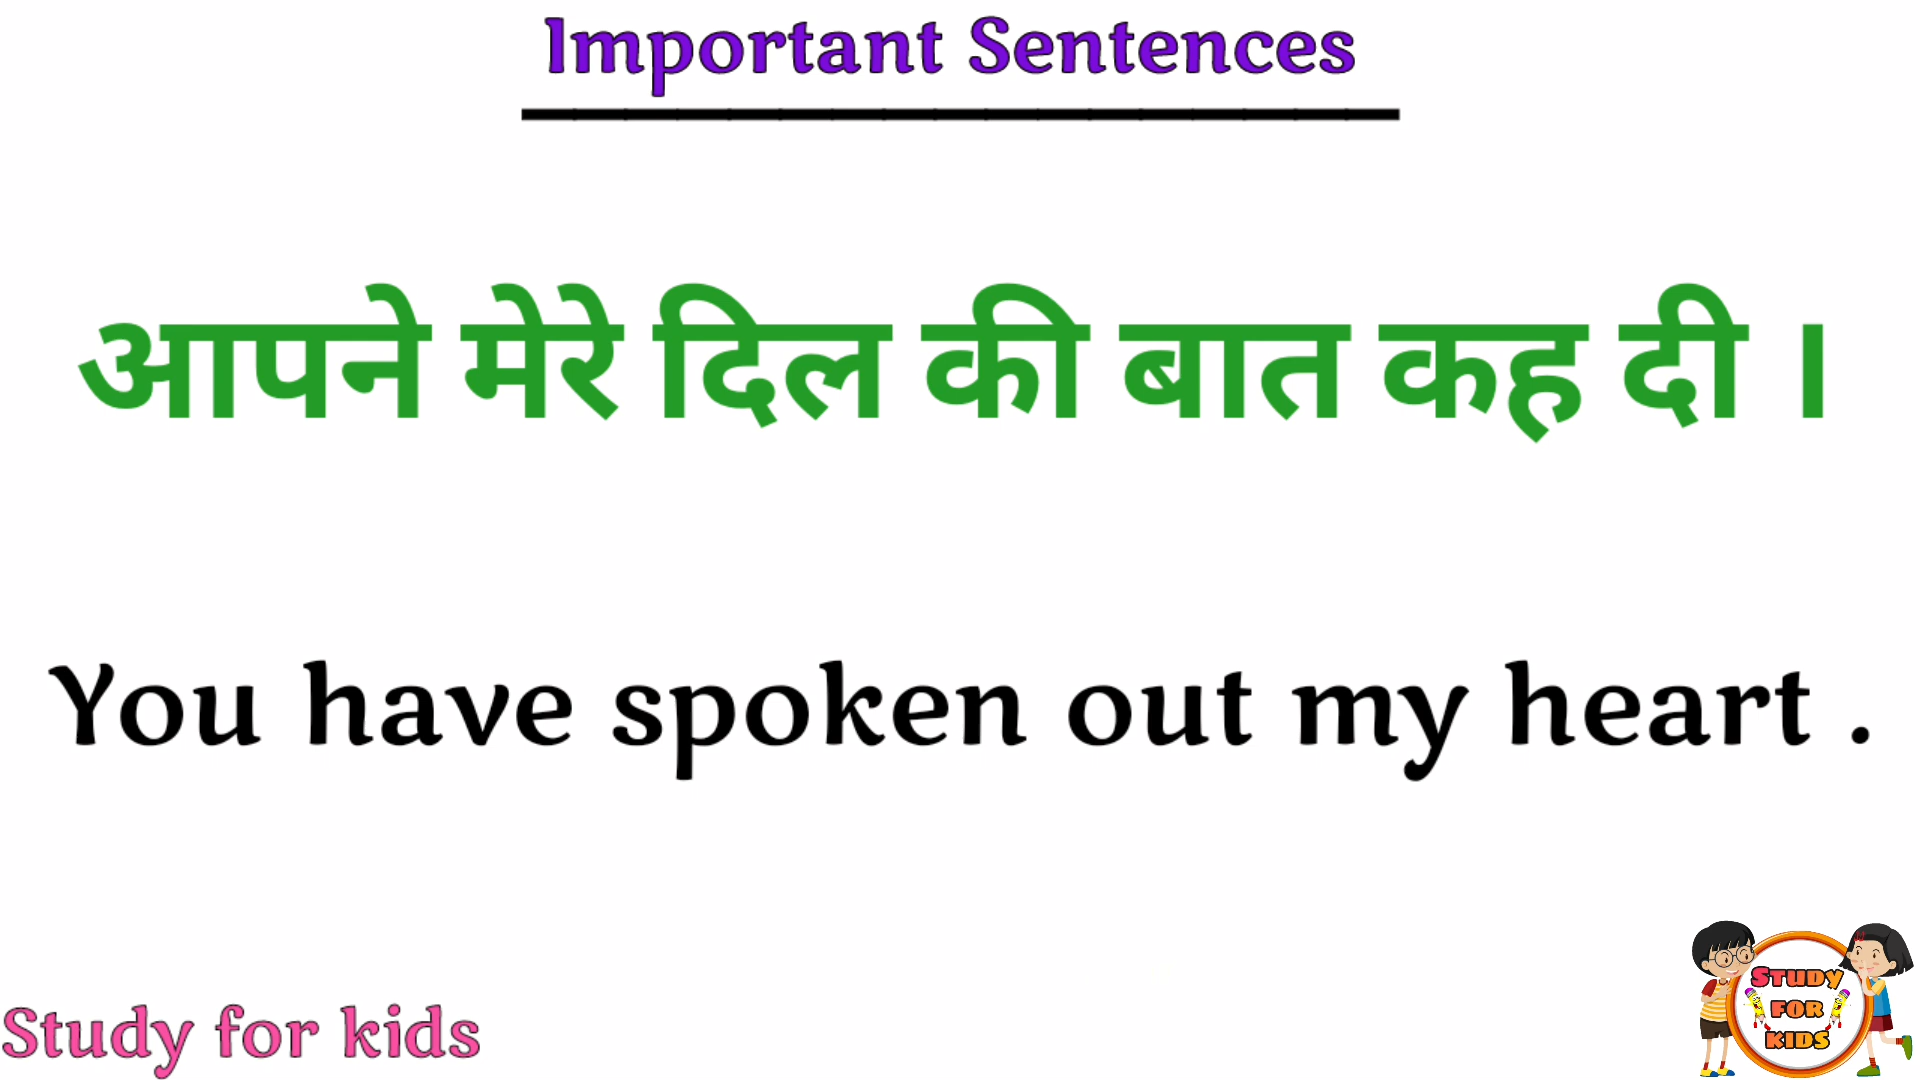 Important Sentences
आपने मेरे दिल की बात कह दी ।
You have spoken out my heart .
Study for kids
STUDY
FOR
KIDS